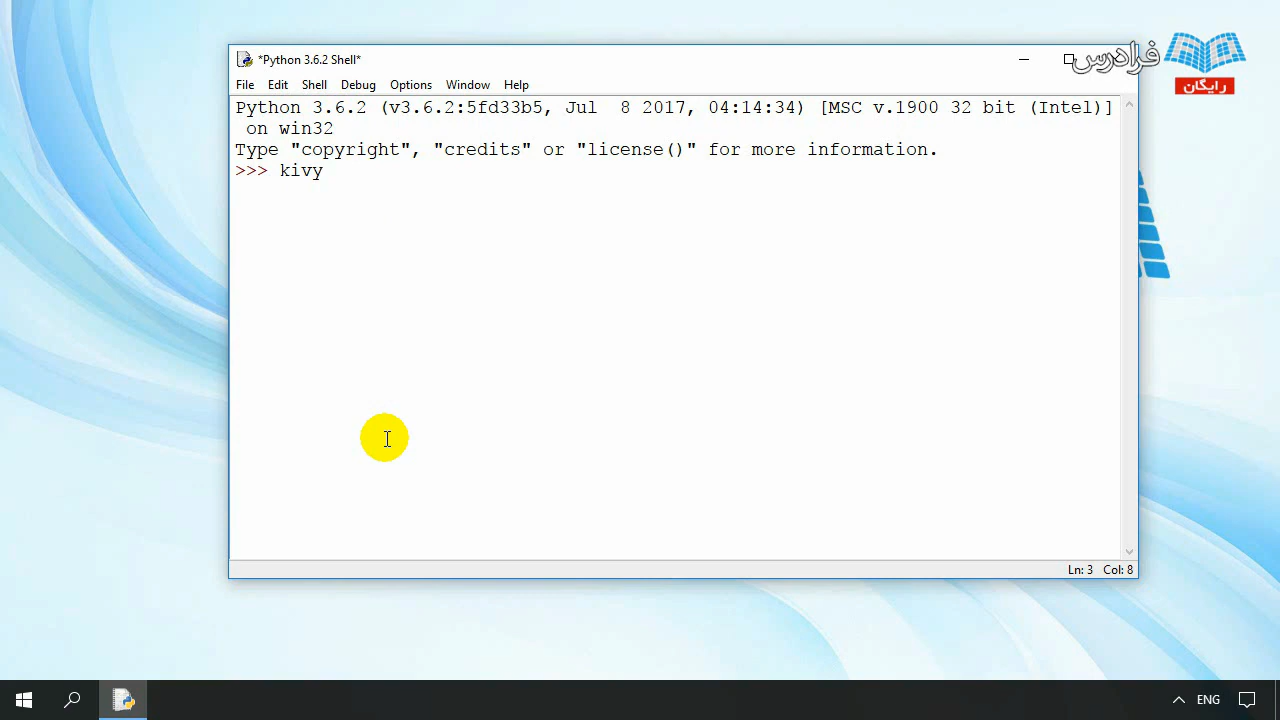 *Python 3.6.2 Shell*
فرادرس
رایگان
File Edit Shell Debug Options Window Help
Python 3.6.2 (v3.6.2:5fd33b5, Jul  8 2017, 04:14:34) [MSC v.1900 32 bit (Intel)]
 on win32
Type "copyright", "credits" or "license()" for more information.
>>> kivy
Ln: 3 Col: 8
ENG